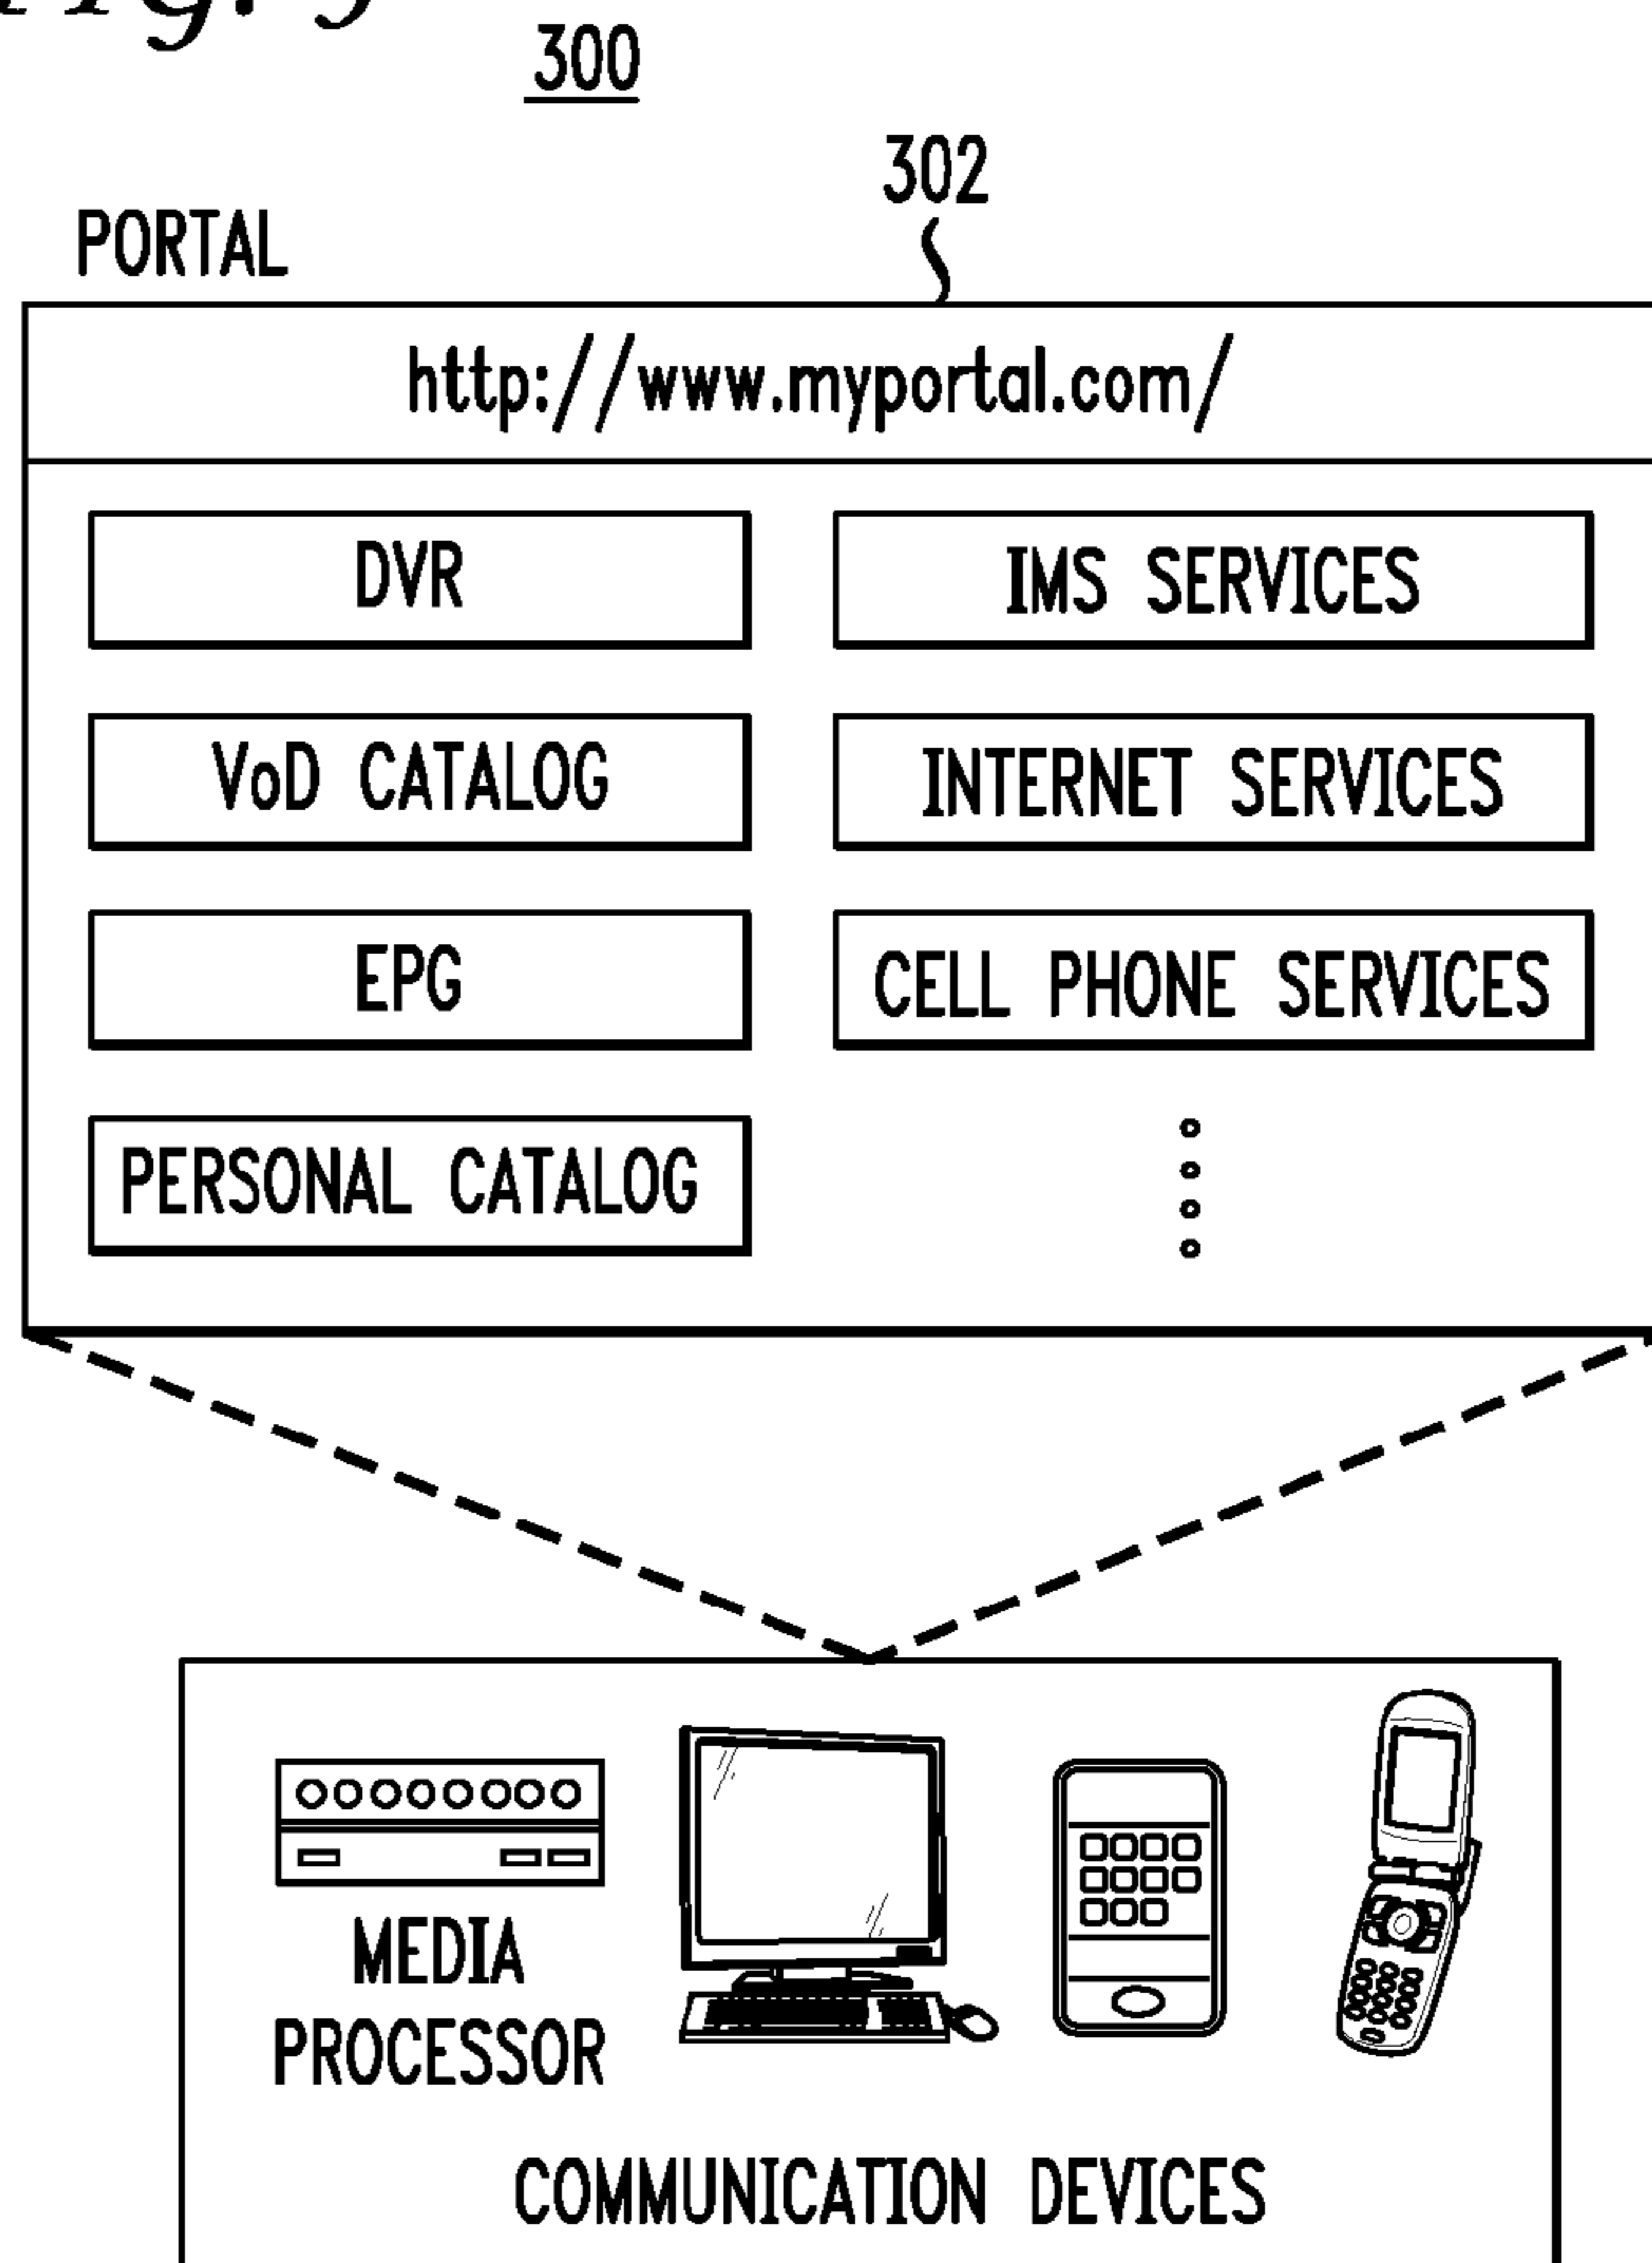 300
302
PORTAL
http://www.myportal.com/
DVR
IMS SERVICES
VoD CATALOG
INTERNET SERVICES
EPG
CELL PHONE SERVICES
PERSONAL CATALOG
MEDIA
PROCESSOR
COMMUNICATION DEVICES